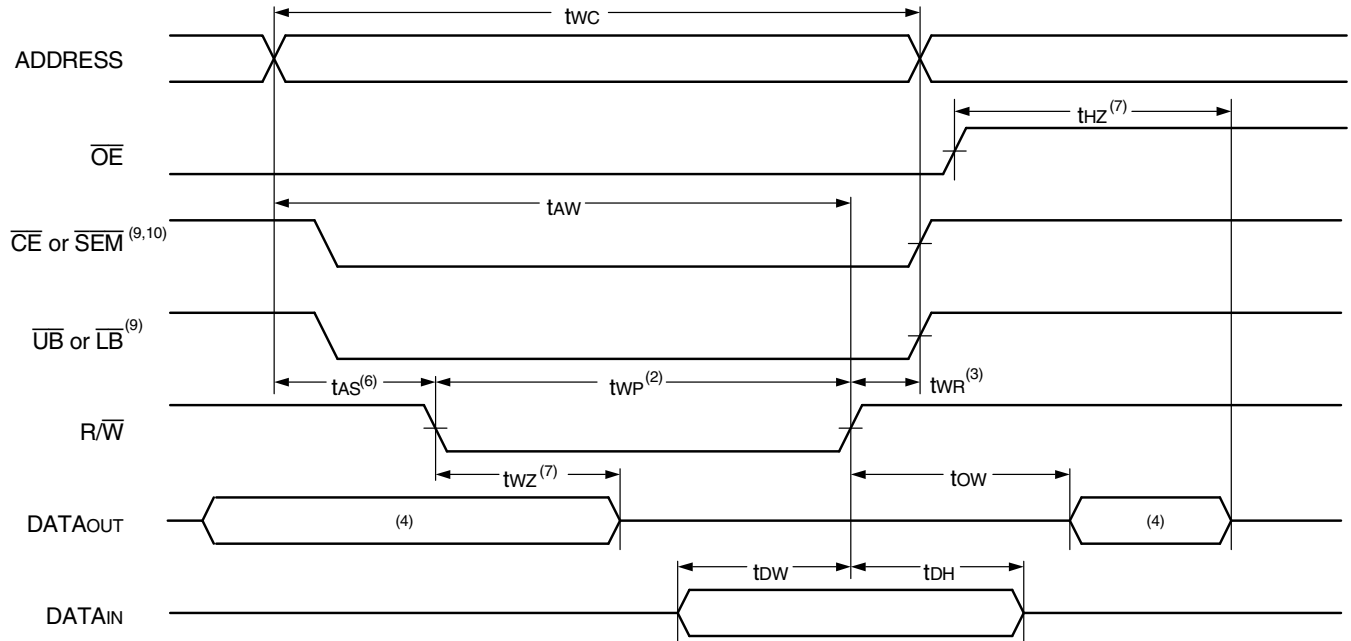 tWC
ADDRESS
tHZ(7)
OE
tAW
CE or SEM (9,10)
UB or LB(9)
tAS(6) tWP(2) tWR(3)
R/W
tWZ(7) tOW
DATAOUT (4) (4)
tDW tDH
DATAIN